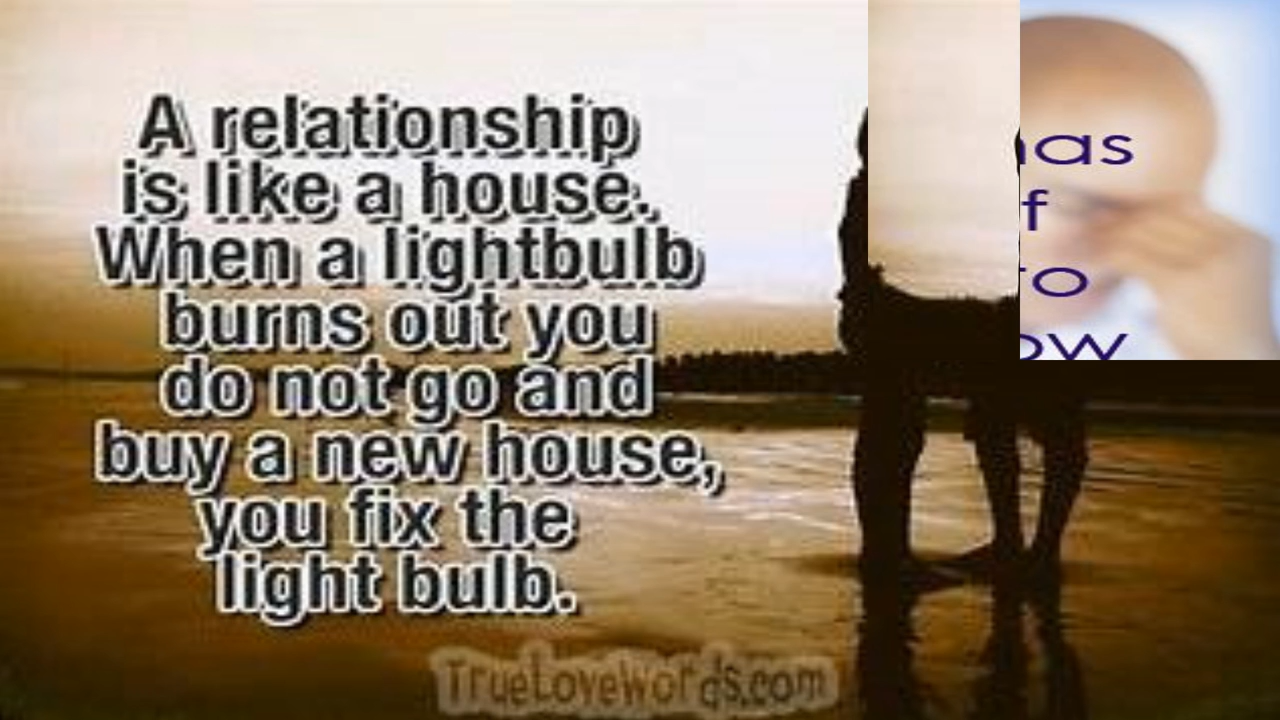 A relationship
is like a house.
When a lightbulb
burns out you
do not go and
buy a new house,
you fix the
light bulb.
TrueLoveWords.com
as
f
o